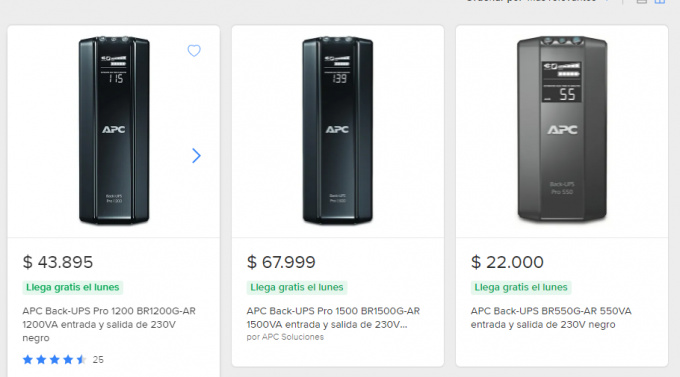 Ordenar por más relevantes
115
APC
Back-UPS
Pro 1200
$ 43.895
Llega gratis el lunes
APC Back-UPS Pro 1200 BR1200G-AR
1200VA entrada y salida de 230V
negro
25
139
APC
Back-UPS
Pro 1500
$ 67.999
Llega gratis el lunes
APC Back-UPS Pro 1500 BR1500G-AR
1500VA entrada y salida de 230V...
por APC Soluciones
55
APC
Back-UPS
Pro 550
$ 22.000
Llega gratis el lunes
APC Back-UPS BR550G-AR 550VA
entrada y salida de 230V negro